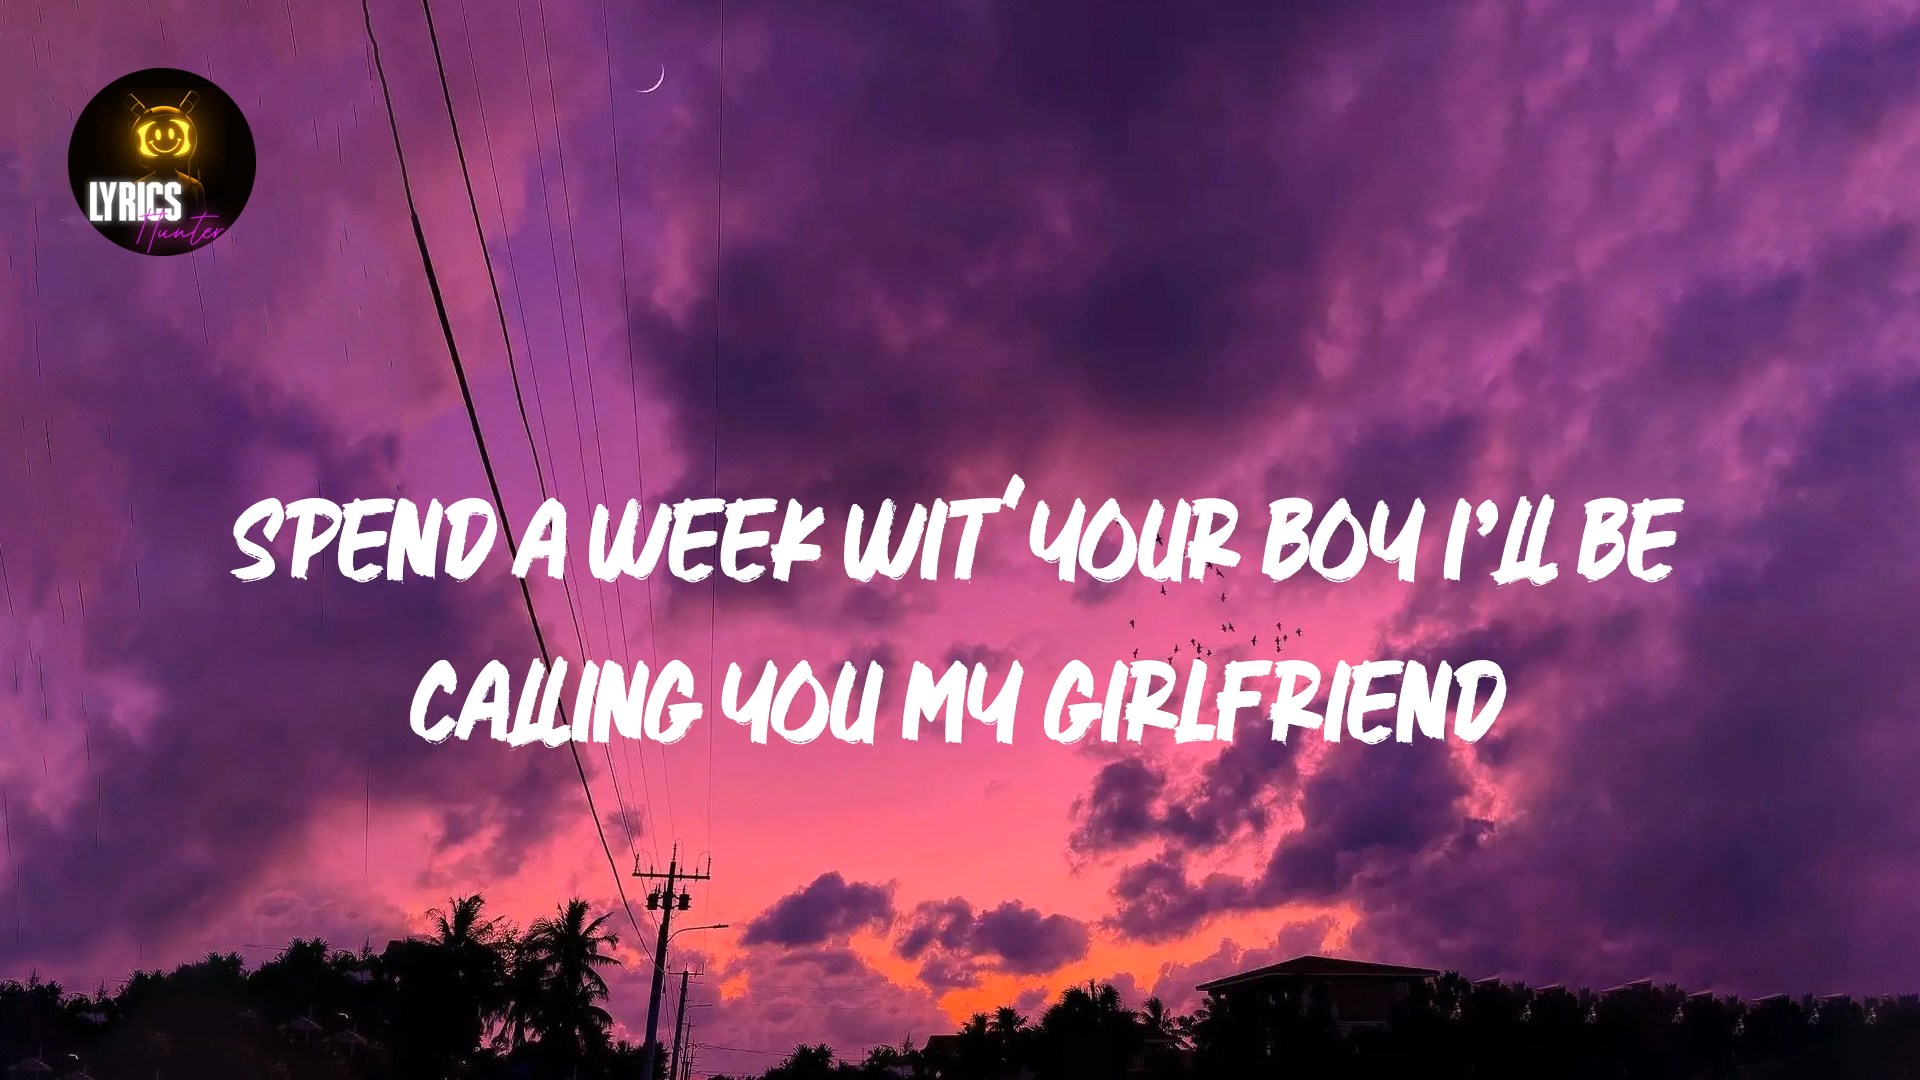 LYRICS
Hunter
SPEND A WEEK WIT' YOUR BOY I'LL BE
CALLING YOU MY GIRLFRIEND